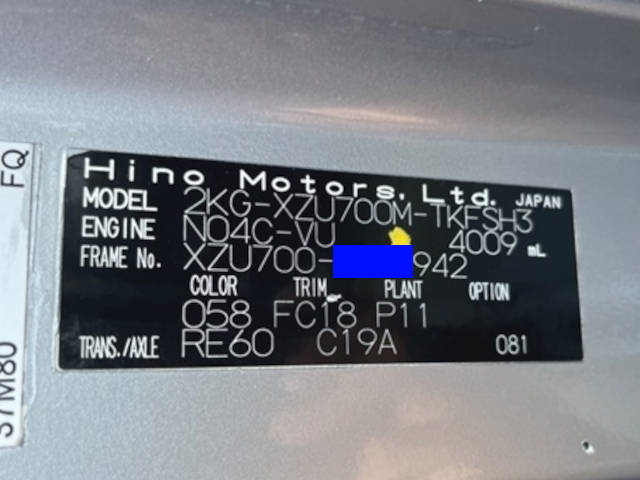 Hino Motors, Ltd. JAPAN
MODEL 2KG-XZU700M-TKFSH3
ENGINE N04C-VU 4009 mL
FRAME No. XZU700- 942
COLOR TRIM PLANT OPTION
058 FC18 P11
TRANS./AXLE RE60 C19A 081
FQ
37M80